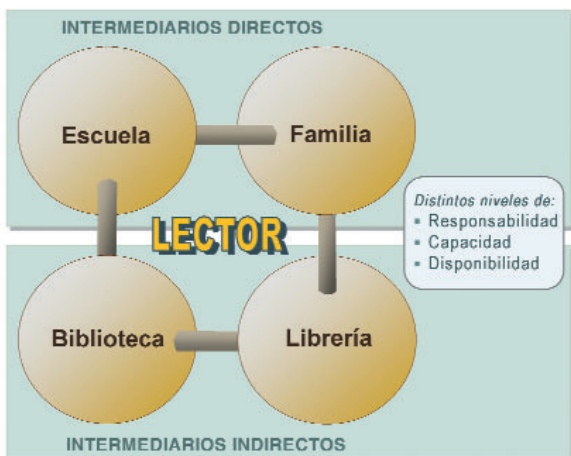 INTERMEDIARIOS DIRECTOS
Escuela
Familia
Distintos niveles de:
▪ Responsabilidad
▪ Capacidad
▪ Disponibilidad
LECTOR
Biblioteca
Librería
INTERMEDIARIOS INDIRECTOS